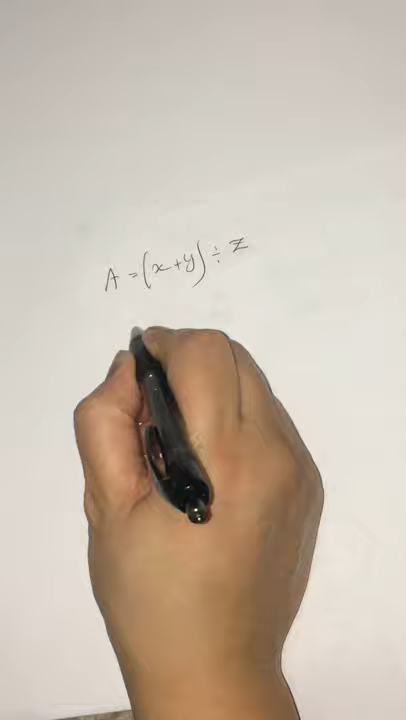 A = (x+y) ÷ z